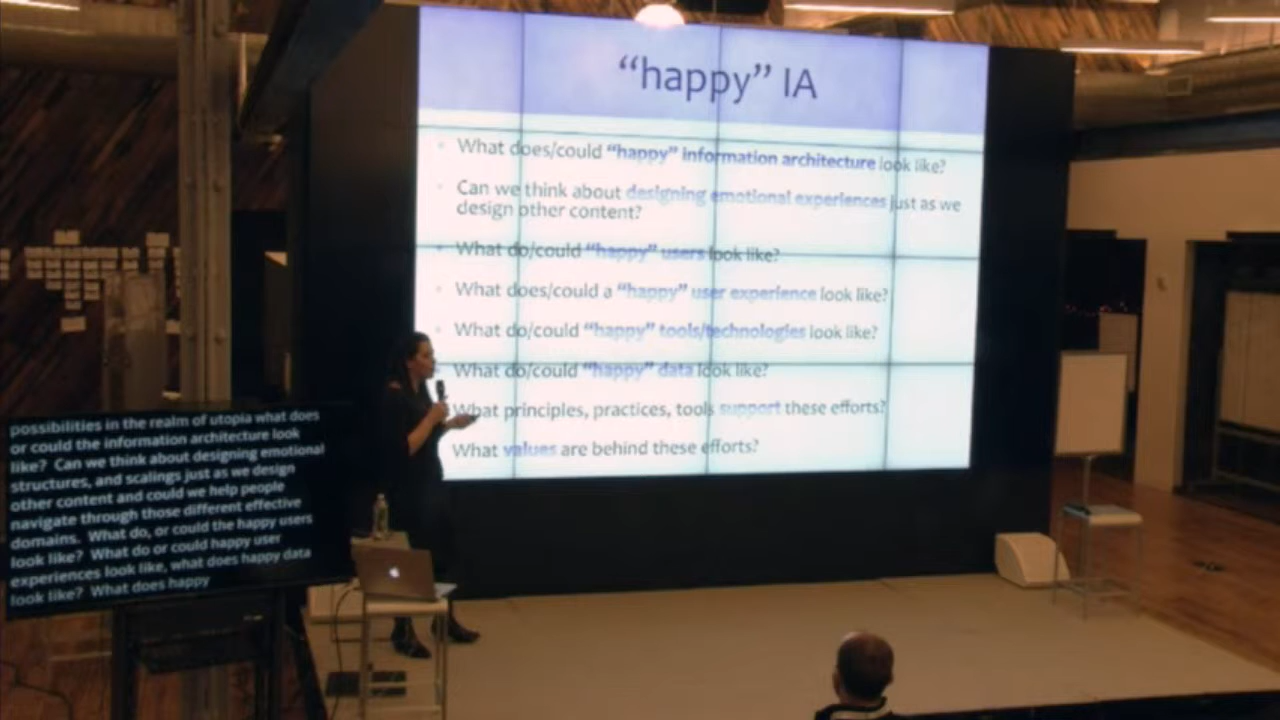 “happy” IA
What does/could “happy” information architecture look like?
Can we think about designing emotional experiences just as we
design other content?
What do/could “happy” users look like?
What does/could a “happy” user experience look like?
What do/could “happy” tools/technologies look like?
What do/could “happy” data look like?
What principles, practices, tools support these efforts?
What values are behind these efforts?
possibilities in the realm of utopia what does
or could the information architecture look
like? Can we think about designing emotional
structures, and scalings just as we design
other content and could we help people
navigate through those different effective
domains. What do, or could the happy users
look like? What do or could happy user
experiences look like, what does happy data
look like? What does happy